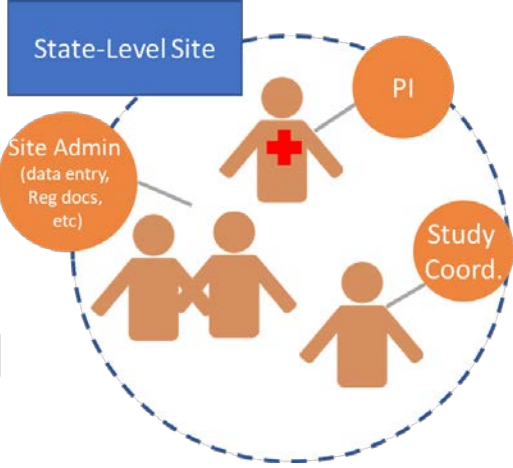 State-Level Site
PI
Site Admin
(data entry,
Reg docs,
etc)
Study
Coord.